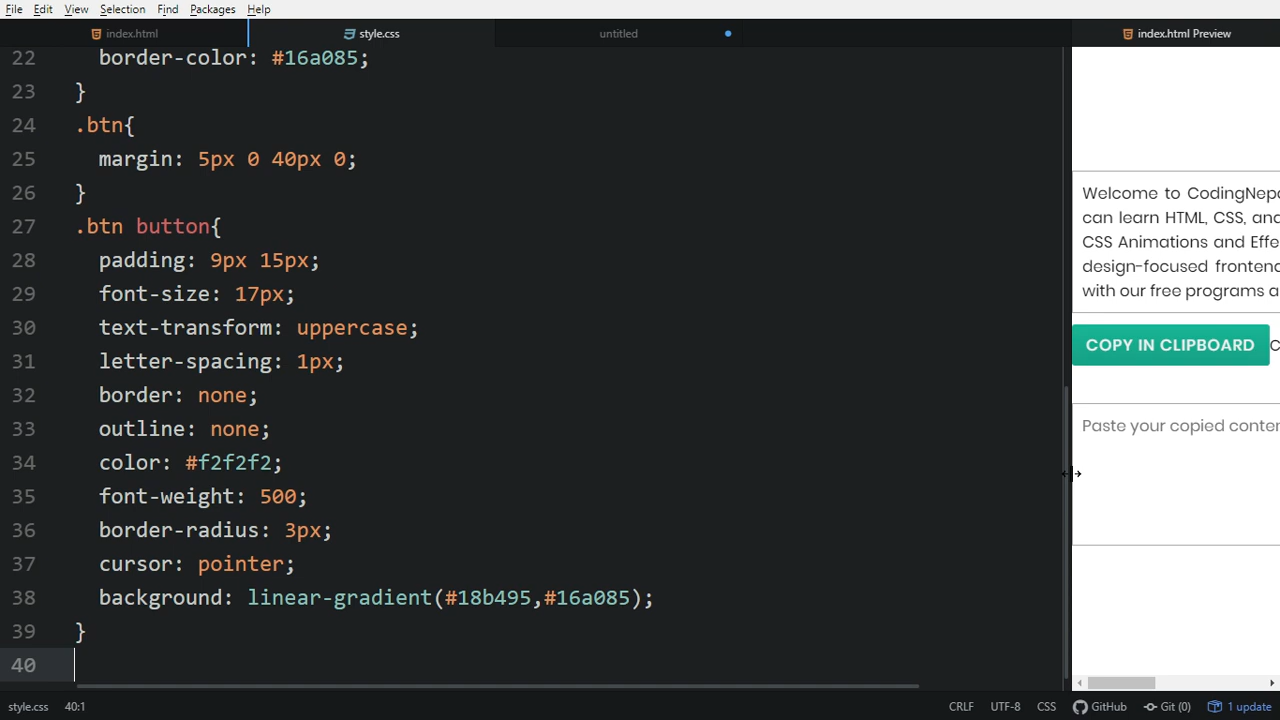 File Edit View Selection Find Packages Help
index.html style.css untitled index.html Preview
22 border-color: #16a085;
23 }
24 .btn{
25 margin: 5px 0 40px 0;
26 }
27 .btn button{
28 padding: 9px 15px;
29 font-size: 17px;
30 text-transform: uppercase;
31 letter-spacing: 1px;
32 border: none;
33 outline: none;
34 color: #f2f2f2;
35 font-weight: 500;
36 border-radius: 3px;
37 cursor: pointer;
38 background: linear-gradient(#18b495,#16a085);
39 }
40
Welcome to CodingNepa
can learn HTML, CSS, and
CSS Animations and Effe
design-focused frontend
with our free programs a
COPY IN CLIPBOARD
Paste your copied conten
style.css 40:1 CRLF UTF-8 CSS GitHub Git (0) 1 update